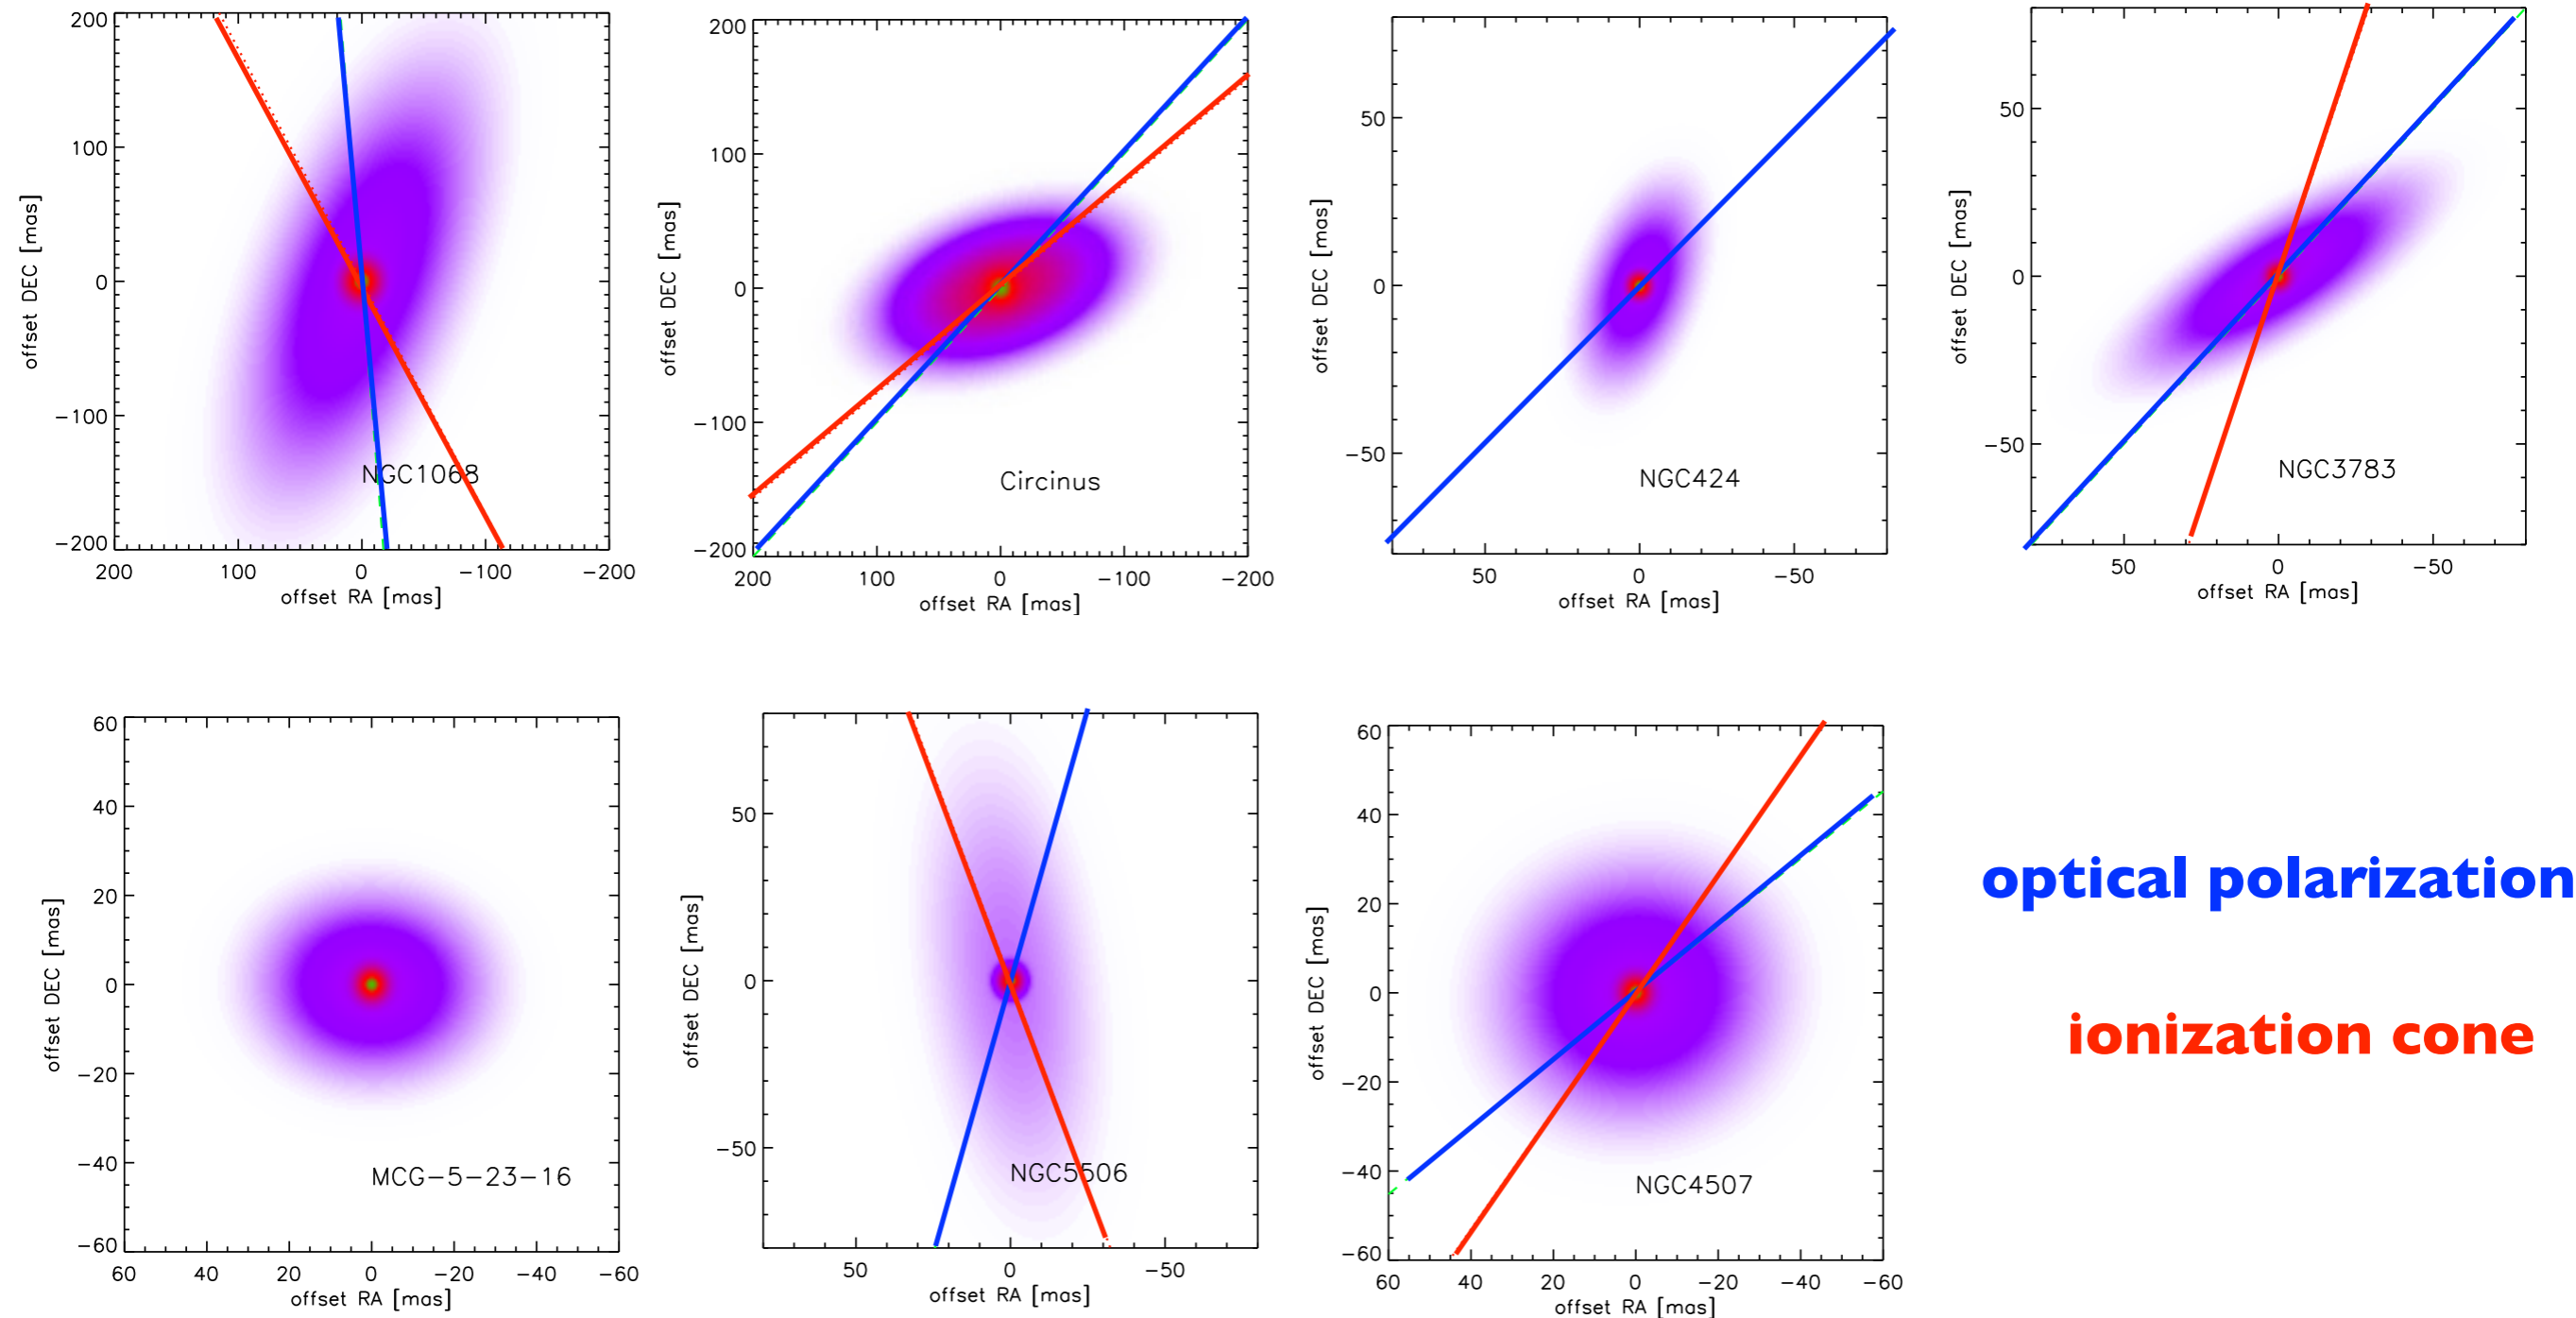 200
100
0
−100
−200
200
100
0
−100
−200
offset DEC [mas]
offset RA [mas]
NGC1068
200
100
0
−100
−200
200
100
0
−100
−200
offset DEC [mas]
offset RA [mas]
Circinus
50
0
−50
50
0
−50
offset DEC [mas]
offset RA [mas]
NGC424
50
0
−50
50
0
−50
offset DEC [mas]
offset RA [mas]
NGC3783
60
40
20
0
−20
−40
−60
60
40
20
0
−20
−40
−60
offset DEC [mas]
offset RA [mas]
MCG−5−23−16
50
0
−50
50
0
−50
offset DEC [mas]
offset RA [mas]
NGC5506
60
40
20
0
−20
−40
−60
60
40
20
0
−20
−40
−60
offset DEC [mas]
offset RA [mas]
NGC4507
optical polarization
ionization cone